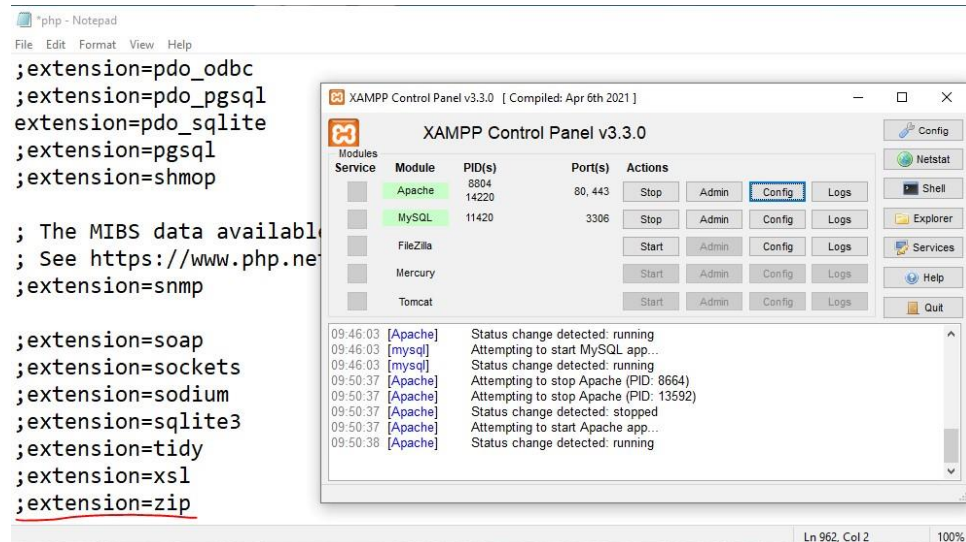 *php - Notepad
File Edit Format View Help
;extension=pdo_odbc
;extension=pdo_pgsql
extension=pdo_sqlite
;extension=pgsql
;extension=shmop
; The MIBS data availabl
; See https://www.php.ne
;extension=snmp
;extension=soap
;extension=sockets
;extension=sodium
;extension=sqlite3
;extension=tidy
;extension=xsl
;extension=zip
XAMPP Control Panel v3.3.0 [ Compiled: Apr 6th 2021 ]
XAMPP Control Panel v3.3.0
Modules
Service Module PID(s) Port(s) Actions
Apache 8804 14220 80, 443 Stop Admin Config Logs
MySQL 11420 3306 Stop Admin Config Logs
FileZilla Start Admin Config Logs
Mercury Start Admin Config Logs
Tomcat Start Admin Config Logs
Config
Netstat
Shell
Explorer
Services
Help
Quit
09:46:03 [Apache] Status change detected: running
09:46:03 [mysql] Attempting to start MySQL app...
09:46:03 [mysql] Status change detected: running
09:50:37 [Apache] Attempting to stop Apache (PID: 8664)
09:50:37 [Apache] Attempting to stop Apache (PID: 13592)
09:50:37 [Apache] Status change detected: stopped
09:50:37 [Apache] Attempting to start Apache app...
09:50:38 [Apache] Status change detected: running
Ln 962, Col 2 100%